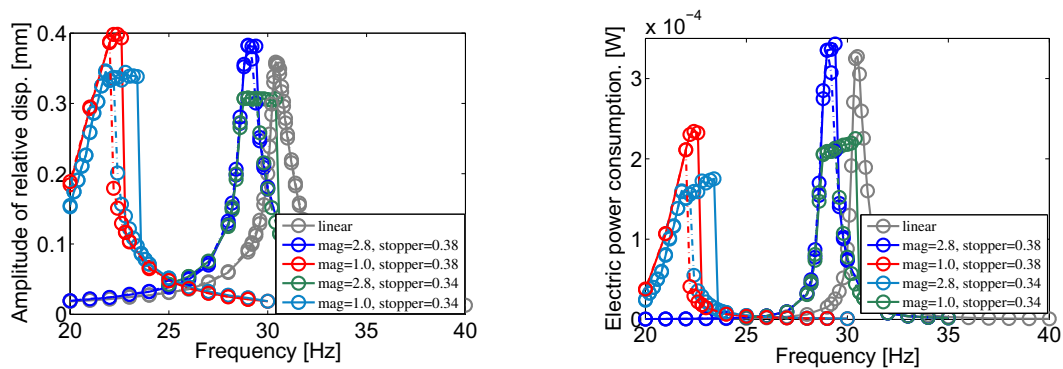 0.4
0.3
0.2
0.1
0
20
25
30
35
40
Amplitude of relative disp. [mm]
Frequency [Hz]
linear
mag=2.8, stopper=0.38
mag=1.0, stopper=0.38
mag=2.8, stopper=0.34
mag=1.0, stopper=0.34
x 10⁻⁴
3
2
1
0
20
25
30
35
40
Electric power consumption. [W]
Frequency [Hz]
linear
mag=2.8, stopper=0.38
mag=1.0, stopper=0.38
mag=2.8, stopper=0.34
mag=1.0, stopper=0.34